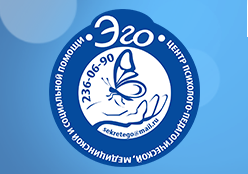 Эго
ЦЕНТР ПСИХОЛОГО-ПЕДАГОГИЧЕСКОЙ, МЕДИЦИНСКОЙ И СОЦИАЛЬНОЙ ПОМОЩИ
236-06-90
sekretego@mail.ru